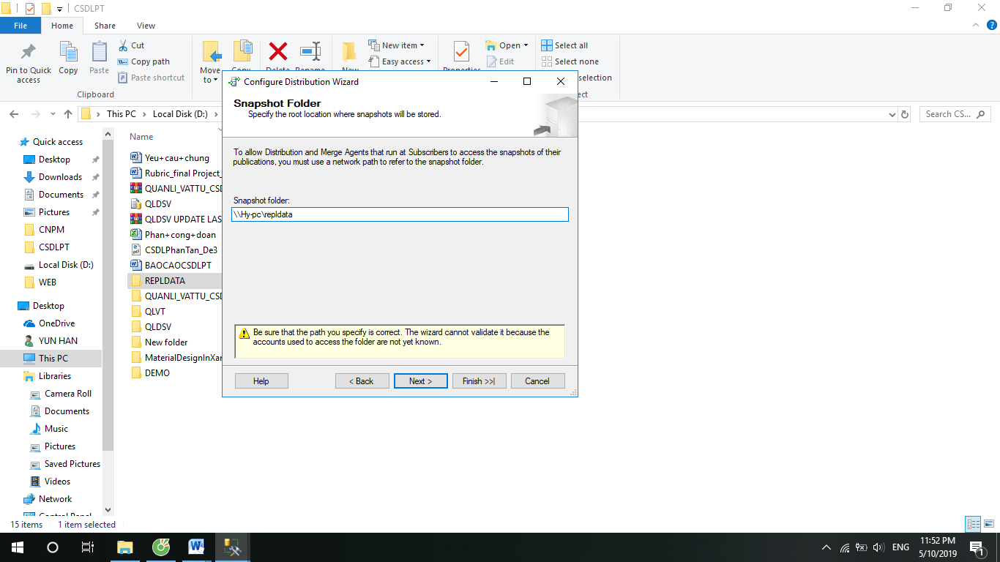 CSDLPT
File
Home
Share
View
Pin to Quick
access
Copy
Paste
Cut
Copy path
Paste shortcut
Clipboard
Move
to
Copy
Delete
Rename
New
New item
Easy access
Properties
Open
Edit
Select all
Select none
selection
This PC
Local Disk (D:)
Search CS...
Quick access
Desktop
Downloads
Documents
Pictures
CNPM
CSDLPT
Local Disk (D:)
WEB
Desktop
OneDrive
YUN HAN
This PC
Libraries
Camera Roll
Documents
Music
Pictures
Saved Pictures
Videos
Network
Control Panel
Name
Yeu+cau+chung
Rubric_final Project_
QUANLI_VATTU_CSD
QLDSV
QLDSV UPDATE LAS
Phan+cong+doan
CSDLPhanTan_De3
BAOCAOCSDLPT
REPLDATA
QUANLI_VATTU_CSD
QLVT
QLDSV
New folder
MaterialDesignInXar
DEMO
Configure Distribution Wizard
Snapshot Folder
Specify the root location where snapshots will be stored.
To allow Distribution and Merge Agents that run at Subscribers to access the snapshots of their
publications, you must use a network path to refer to the snapshot folder.
Snapshot folder:
\\Hy-pc\repldata
Be sure that the path you specify is correct. The wizard cannot validate it because the
accounts used to access the folder are not yet known.
Help
< Back
Next >
Finish >>|
Cancel
15 items
1 item selected
ENG
11:52 PM
5/10/2019
1